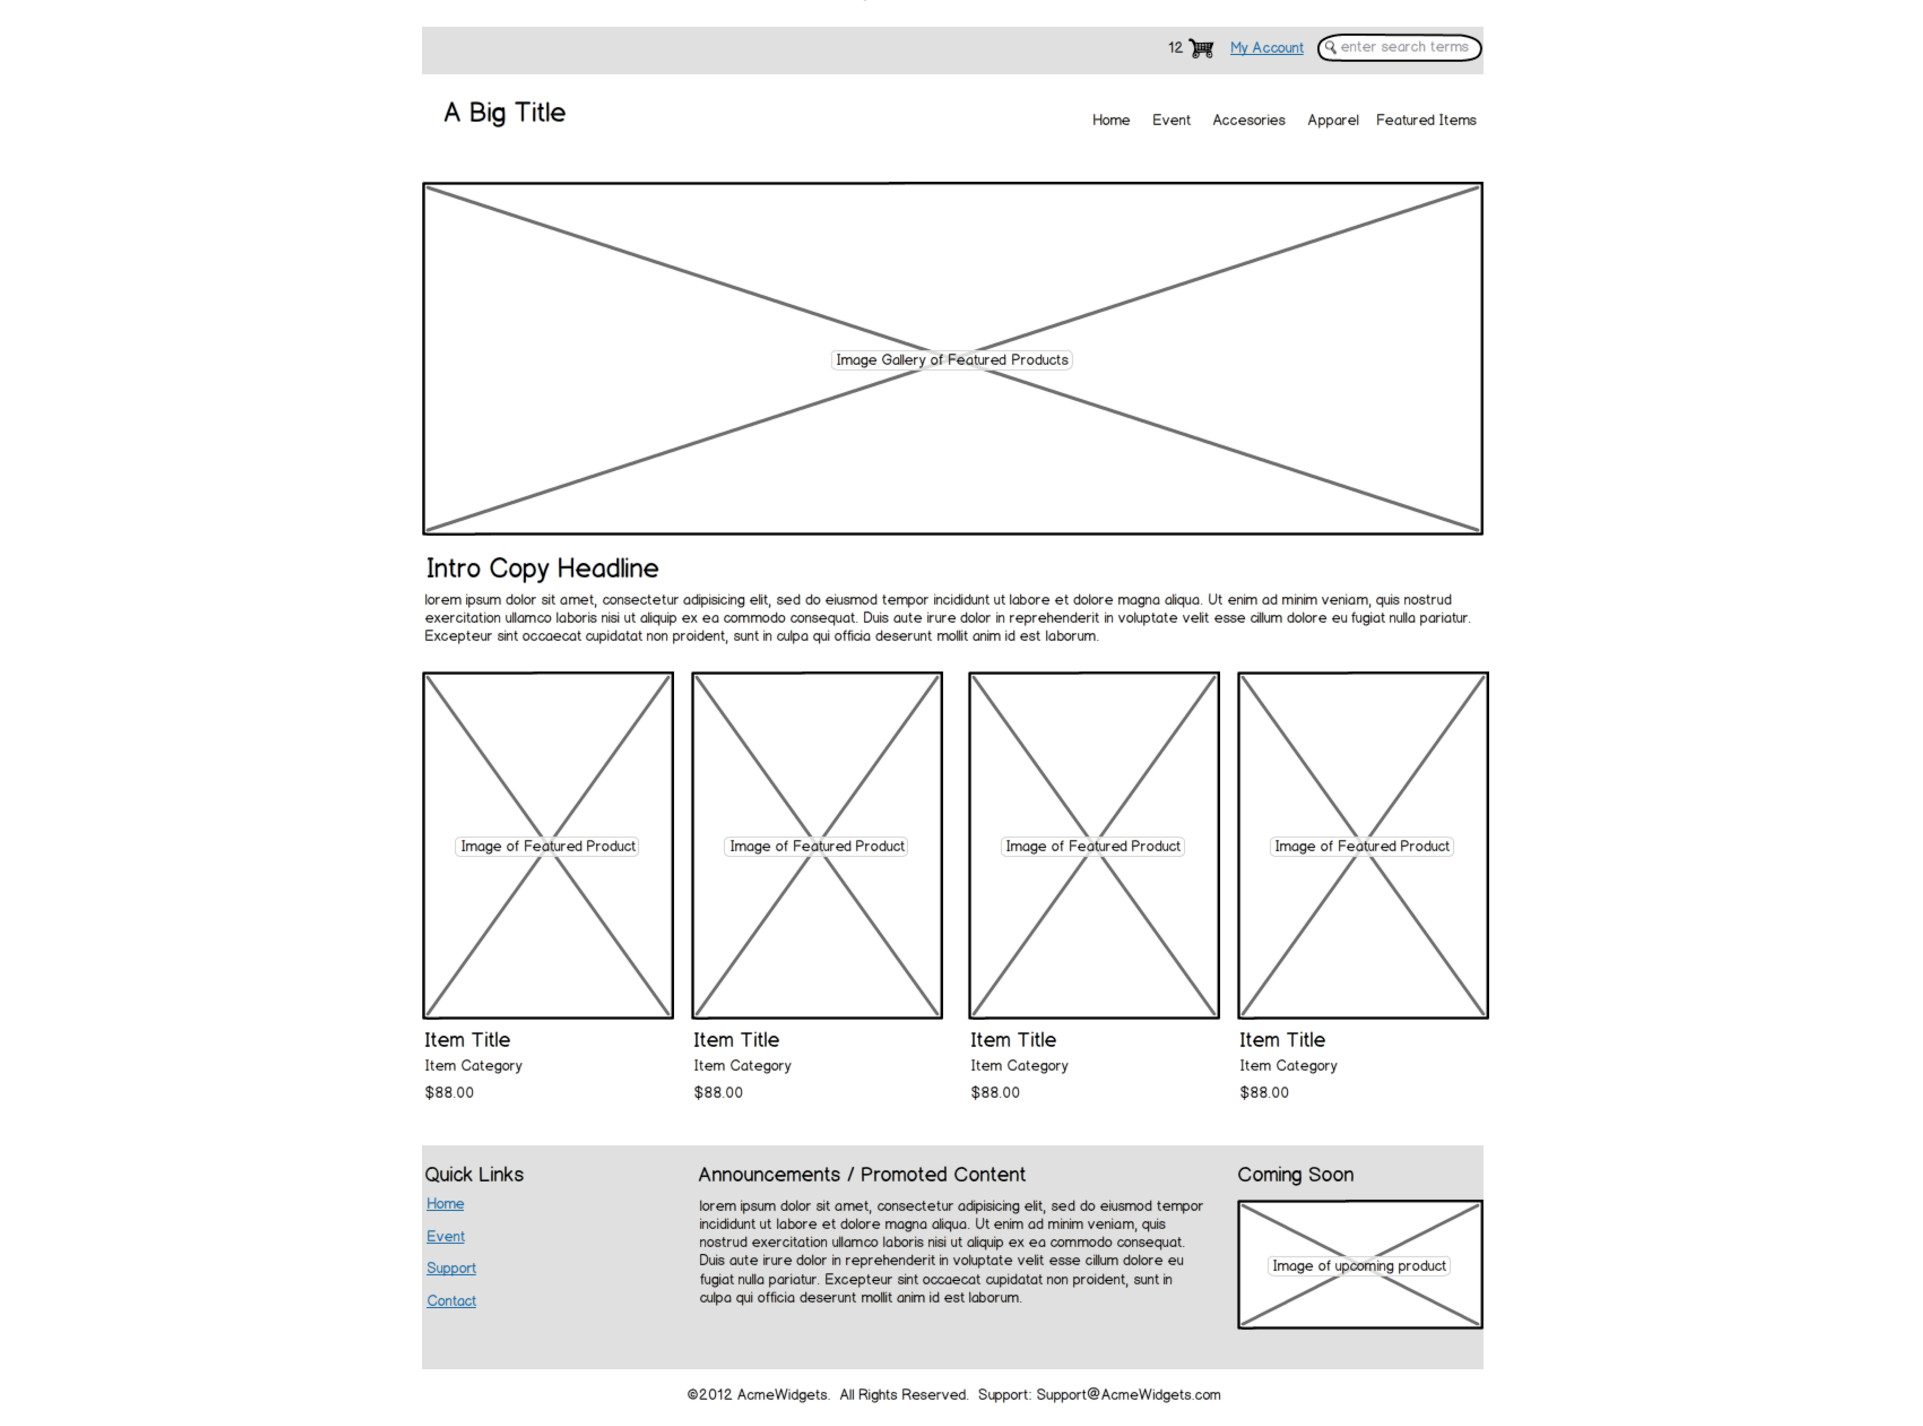 12 My Account enter search terms
A Big Title
Home Event Accesories Apparel Featured Items
Image Gallery of Featured Products
Intro Copy Headline
lorem ipsum dolor sit amet, consectetur adipisicing elit, sed do eiusmod tempor incididunt ut labore et dolore magna aliqua. Ut enim ad minim veniam, quis nostrud
exercitation ullamco laboris nisi ut aliquip ex ea commodo consequat. Duis aute irure dolor in reprehenderit in voluptate velit esse cillum dolore eu fugiat nulla pariatur.
Excepteur sint occaecat cupidatat non proident, sunt in culpa qui officia deserunt mollit anim id est laborum.
Image of Featured Product Image of Featured Product Image of Featured Product Image of Featured Product
Item Title Item Title Item Title Item Title
Item Category Item Category Item Category Item Category
$88.00 $88.00 $88.00 $88.00
Quick Links
Home
Event
Support
Contact
Announcements / Promoted Content
lorem ipsum dolor sit amet, consectetur adipisicing elit, sed do eiusmod tempor
incididunt ut labore et dolore magna aliqua. Ut enim ad minim veniam, quis
nostrud exercitation ullamco laboris nisi ut aliquip ex ea commodo consequat.
Duis aute irure dolor in reprehenderit in voluptate velit esse cillum dolore eu
fugiat nulla pariatur. Excepteur sint occaecat cupidatat non proident, sunt in
culpa qui officia deserunt mollit anim id est laborum.
Coming Soon
Image of upcoming product
©2012 AcmeWidgets. All Rights Reserved. Support: Support@AcmeWidgets.com